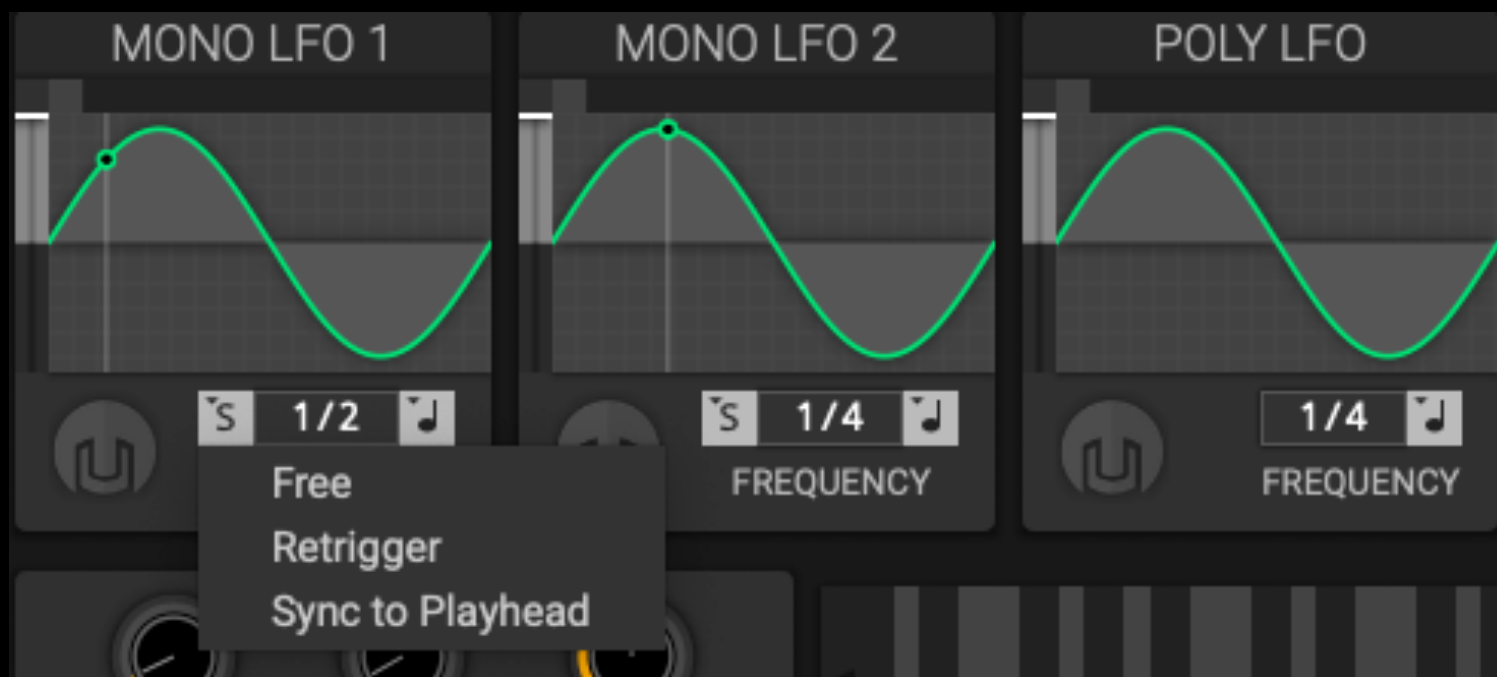 MONO LFO 1
MONO LFO 2
POLY LFO
S 1/2
S 1/4
1/4
FREQUENCY
FREQUENCY
Free
Retrigger
Sync to Playhead